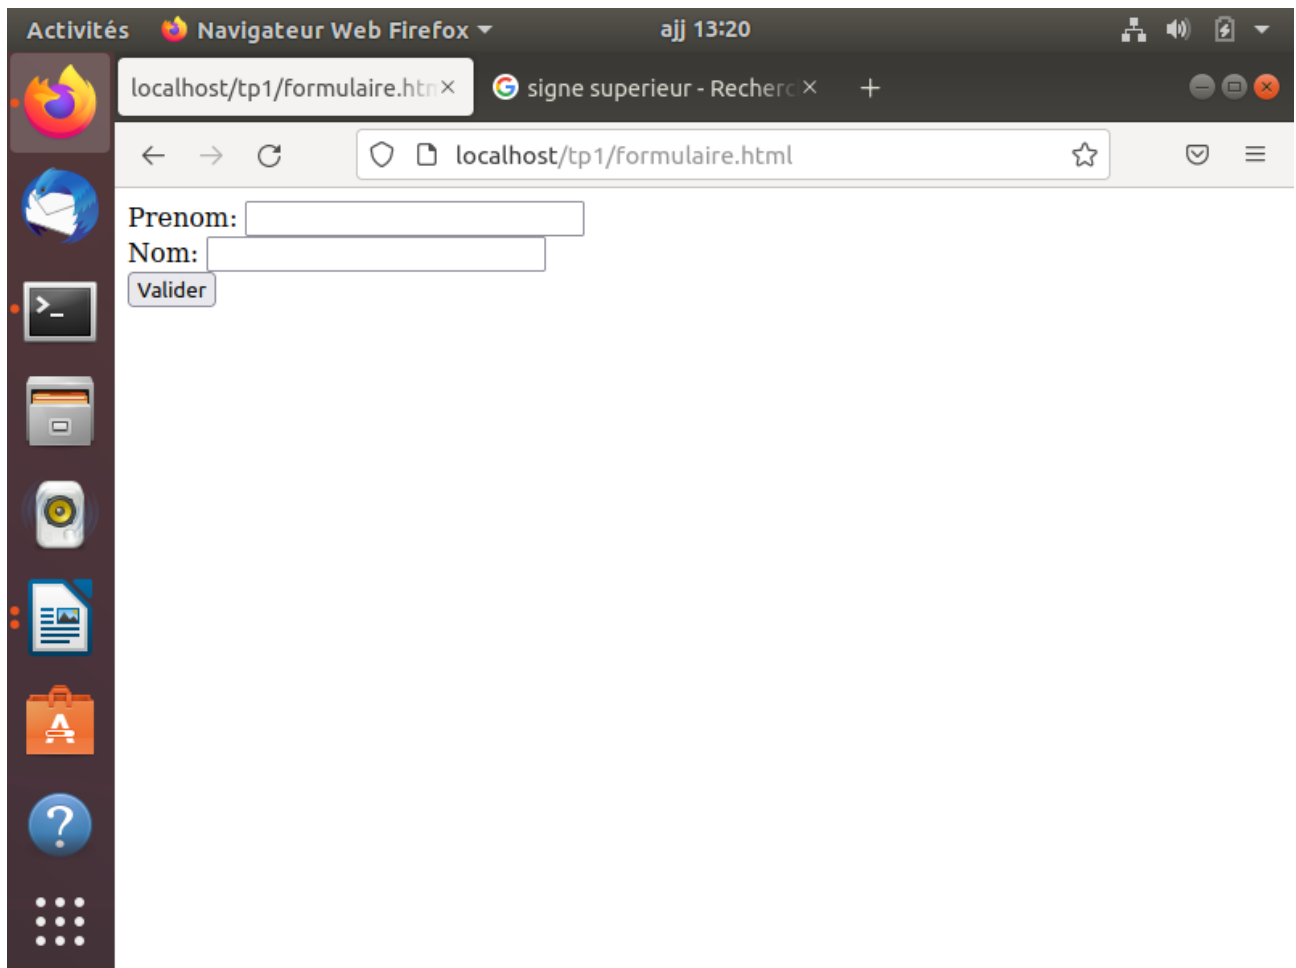 Activités Navigateur Web Firefox ajj 13:20
localhost/tp1/formulaire.htm signe superieur - Recherc
localhost/tp1/formulaire.html
Prenom:
Nom:
Valider